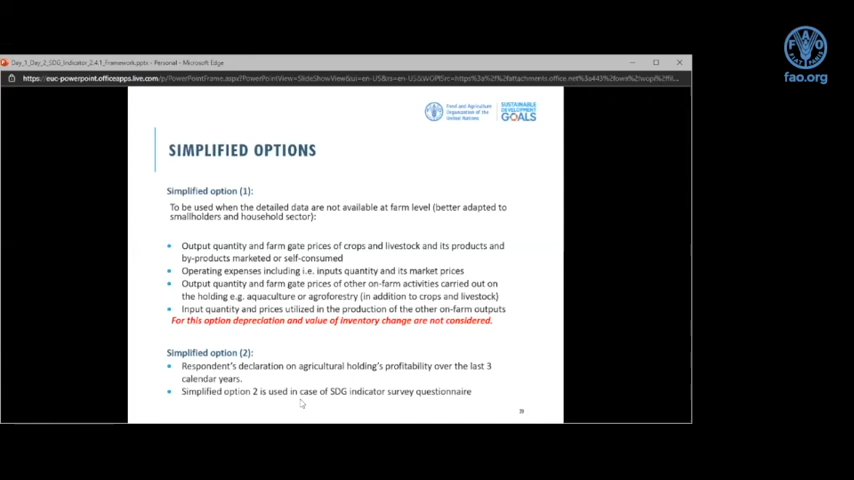 Day_1_Day_2_SDG_Indicator_2.4.1_Framework.pptx - Personal - Microsoft Edge
FAO
FIAT PANIS
fao.org
Food and Agriculture
Organization of the
United Nations
SUSTAINABLE
DEVELOPMENT
GOALS
SIMPLIFIED OPTIONS
Simplified option (1):
To be used when the detailed data are not available at farm level (better adapted to
smallholders and household sector):
• Output quantity and farm gate prices of crops and livestock and its products and
by-products marketed or self-consumed
• Operating expenses including i.e. inputs quantity and its market prices
• Output quantity and farm gate prices of other on-farm activities carried out on
the holding e.g. aquaculture or agroforestry (in addition to crops and livestock)
• Input quantity and prices utilized in the production of the other on-farm outputs
For this option depreciation and value of inventory change are not considered.
Simplified option (2):
• Respondent's declaration on agricultural holding's profitability over the last 3
calendar years.
• Simplified option 2 is used in case of SDG indicator survey questionnaire